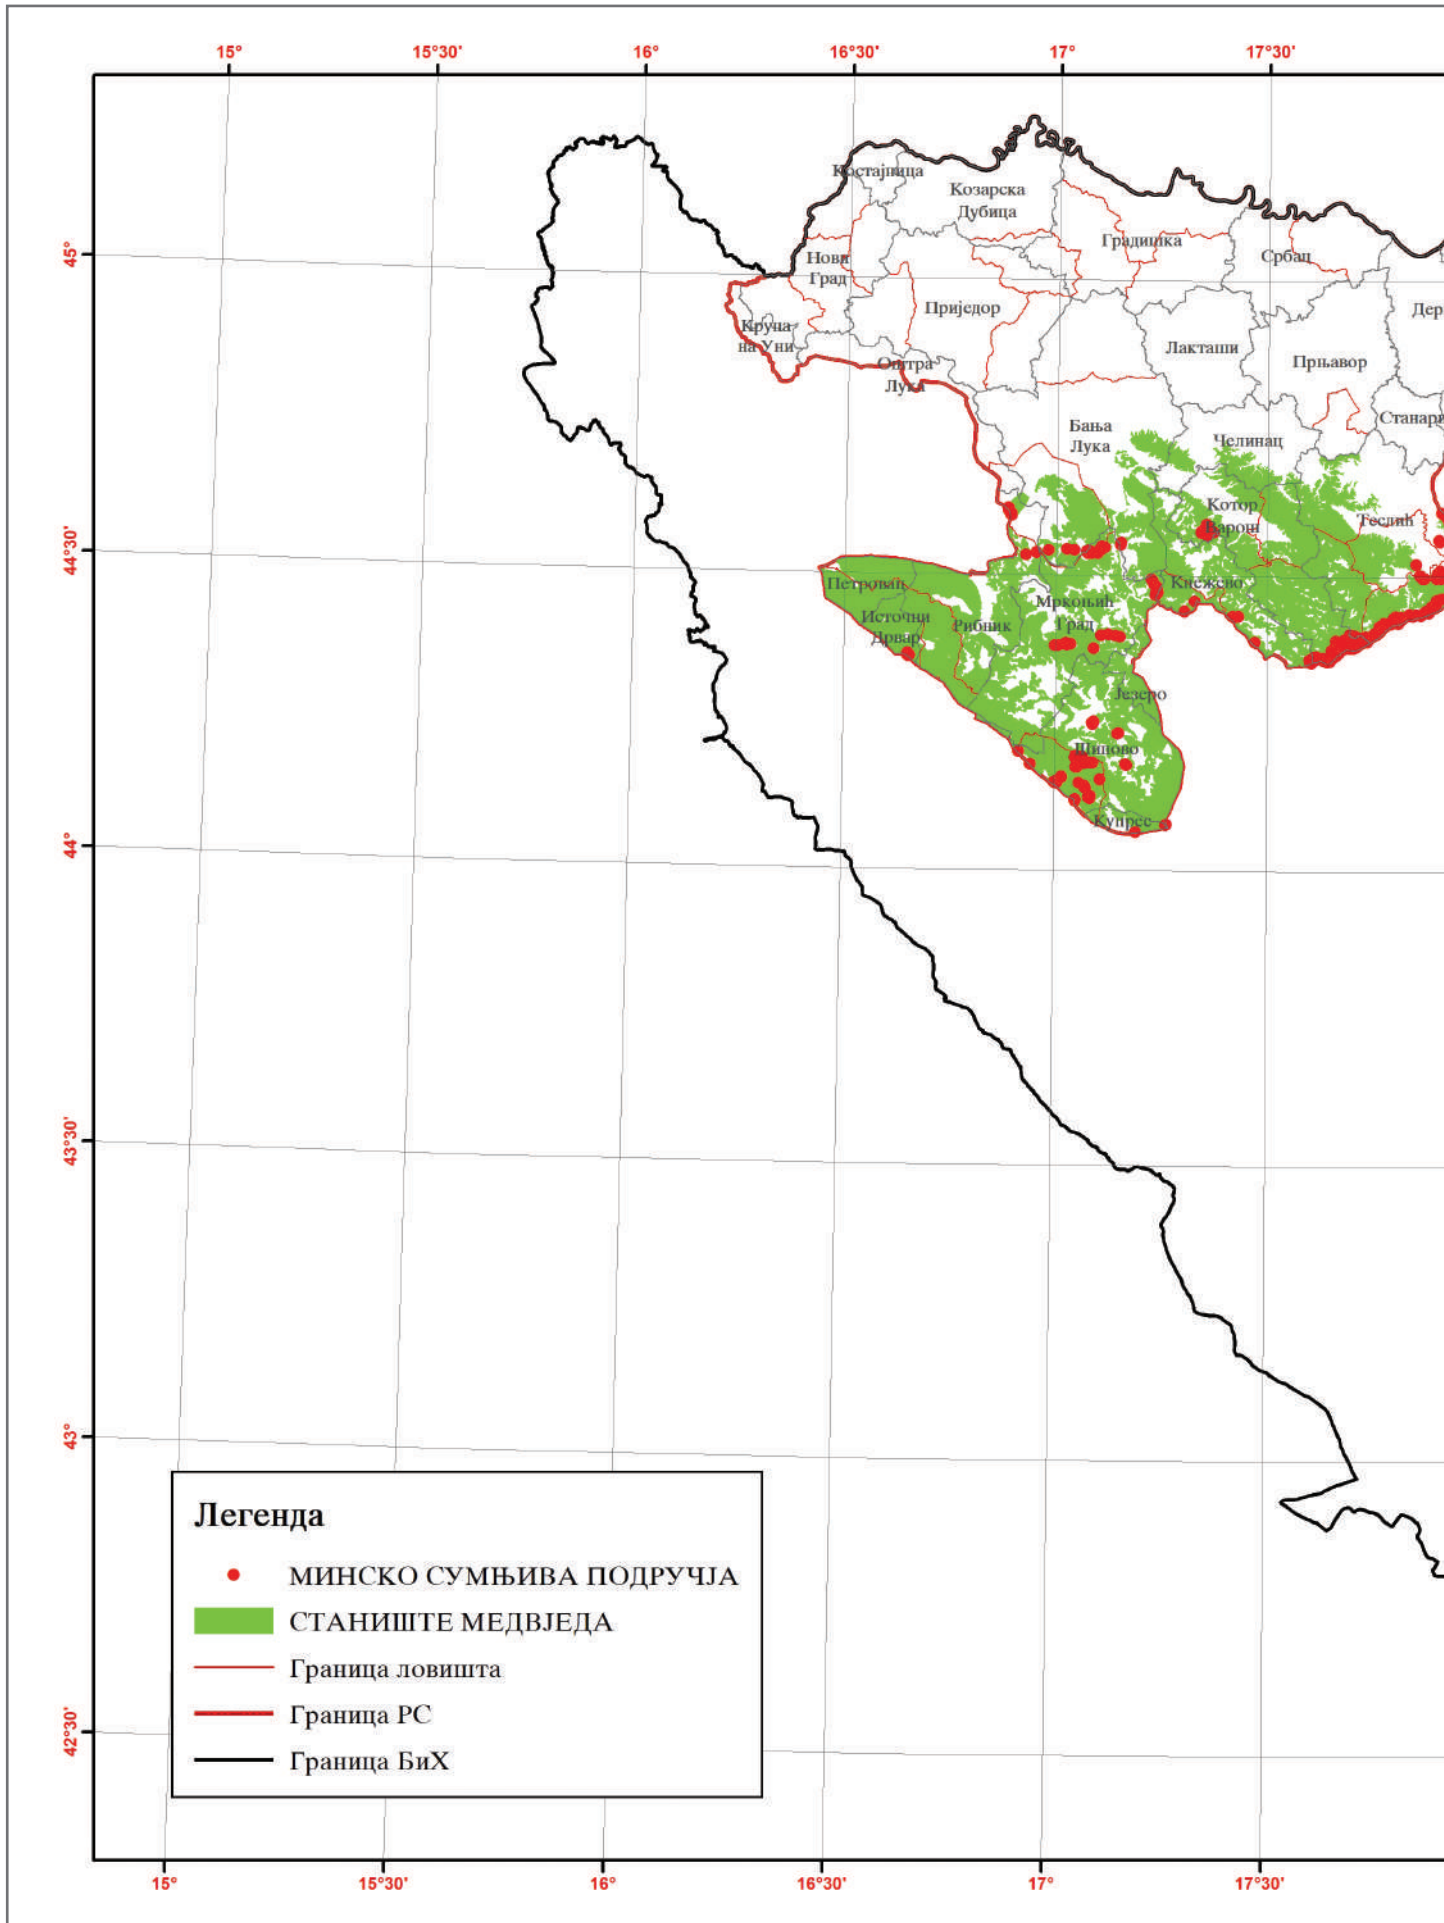 15° 15°30' 16° 16°30' 17° 17°30'
Костајница
Козарска
Дубица
Градишка
45°
Нови
Град
Србац
Приједор
Дер
Крупа
на Уни
Лакташи
Прњавор
Оштра
Лука
Бања
Лука
Станари
Челинац
Котор
Варош
Теслић
44°30'
Петровац
Кнежево
Источни
Дрвар
Рибник
Мркоњић
Град
Језеро
Шипово
Купрес
44°
43°30'
43°
Легенда
МИНСКО СУМЊИВА ПОДРУЧЈА
СТАНИШТЕ МЕДВЈЕДА
Граница ловишта
Граница РС
Граница БиХ
42°30'
15° 15°30' 16° 16°30' 17° 17°30'